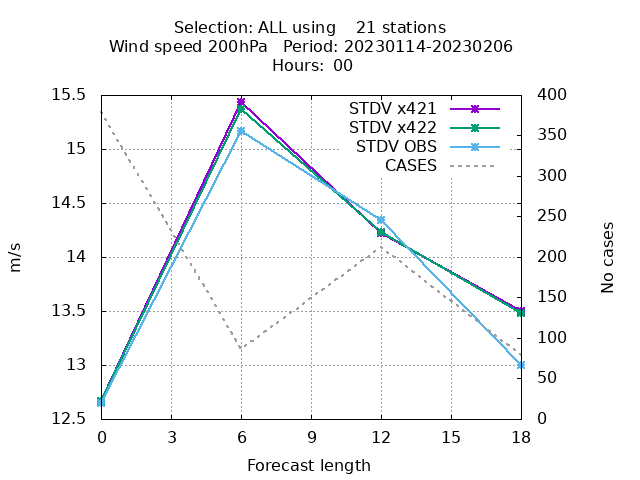 Selection: ALL using    21 stations
Wind speed 200hPa   Period: 20230114-20230206
Hours:  00
15.5
15
14.5
14
13.5
13
12.5
m/s
STDV x421
STDV x422
STDV OBS
CASES
400
350
300
250
200
150
100
50
0
No cases
0 3 6 9 12 15 18
Forecast length